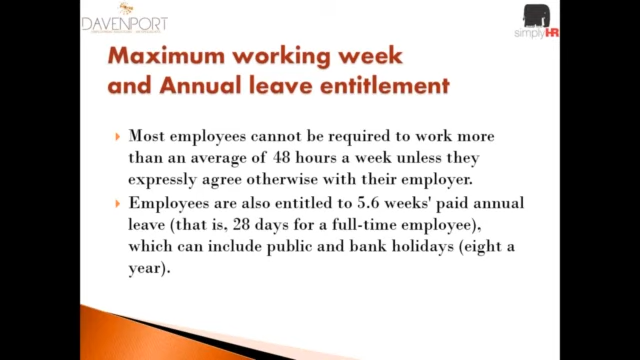 DAVENPORT
simplyHR
Maximum working week
and Annual leave entitlement
Most employees cannot be required to work more
than an average of 48 hours a week unless they
expressly agree otherwise with their employer.
Employees are also entitled to 5.6 weeks' paid annual
leave (that is, 28 days for a full-time employee),
which can include public and bank holidays (eight a
year).